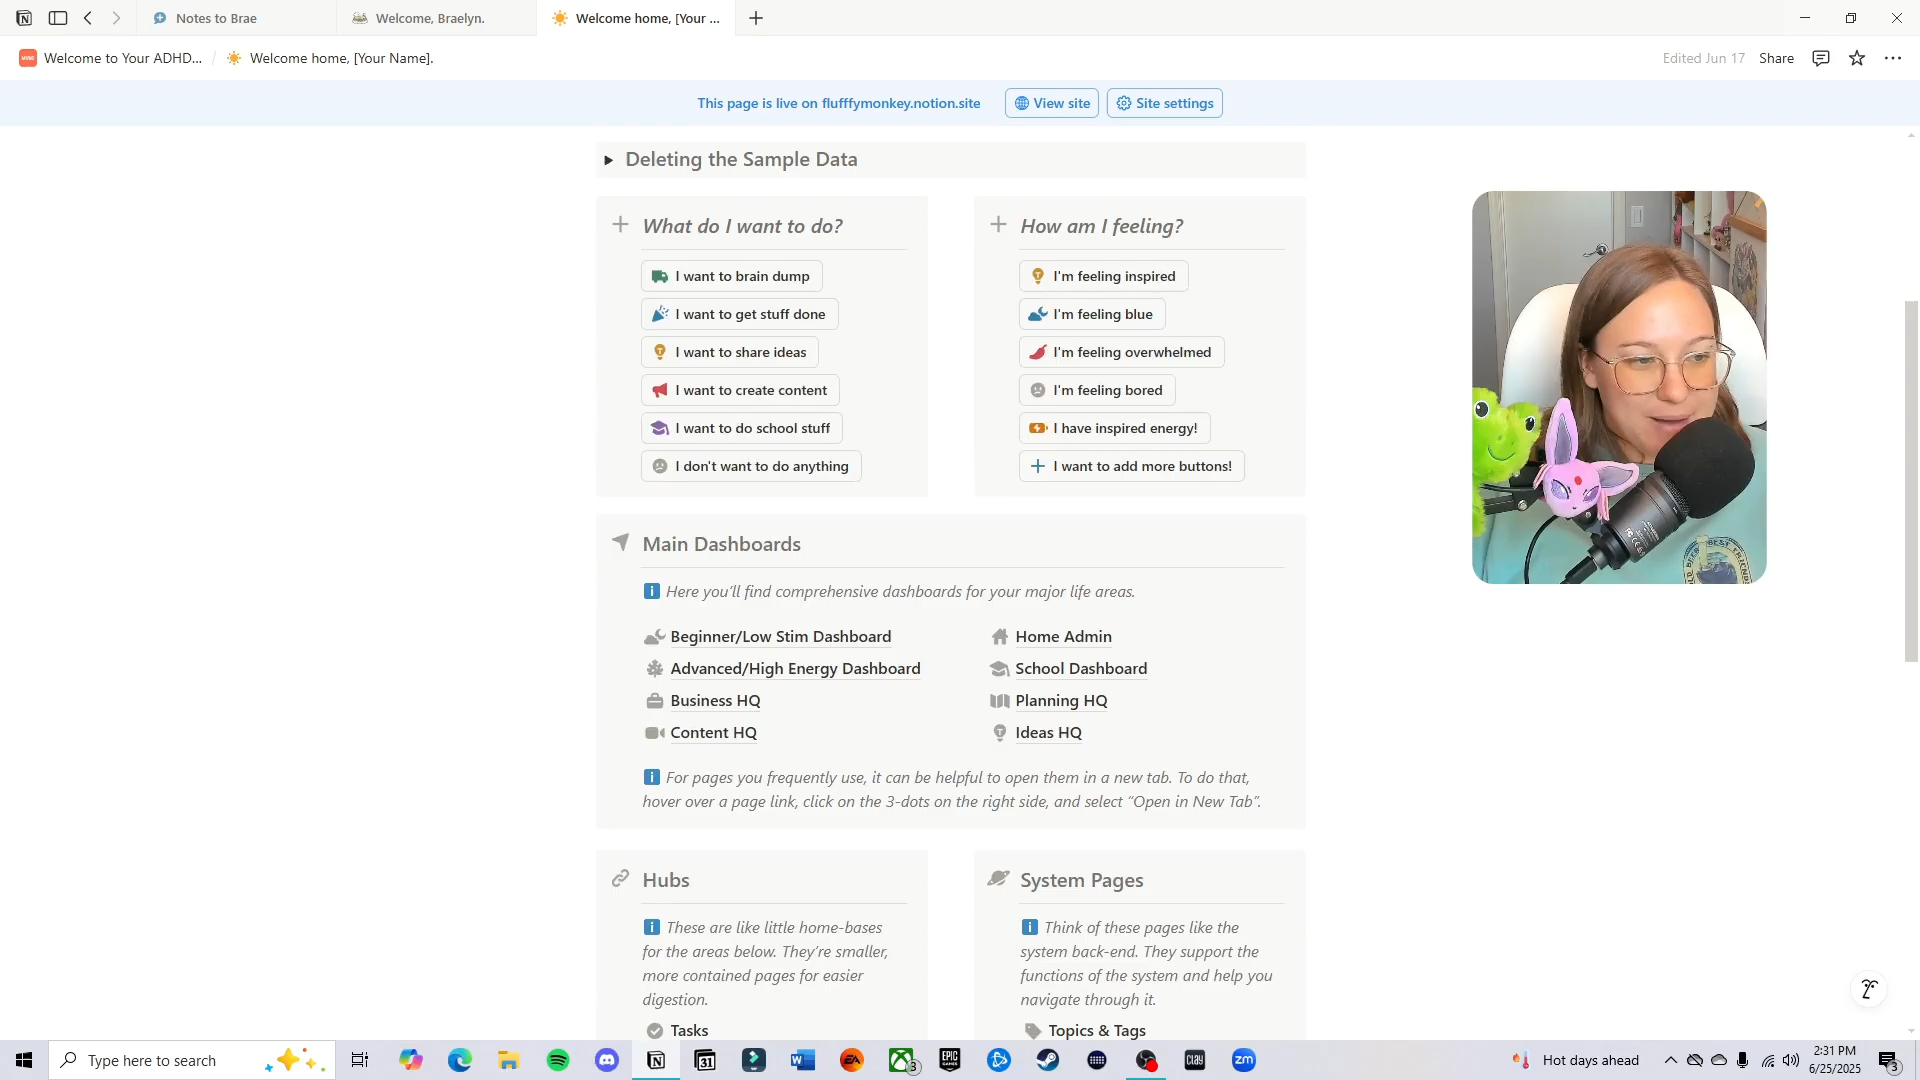 Notes to Brae
Welcome, Braelyn.
Welcome home, [Your ...
Welcome to Your ADHD...
/
Welcome home, [Your Name].
Edited Jun 17
Share
This page is live on flufffymonkey.notion.site
View site
Site settings
Deleting the Sample Data
What do I want to do?
I want to brain dump
I want to get stuff done
I want to share ideas
I want to create content
I want to do school stuff
I don't want to do anything
How am I feeling?
I'm feeling inspired
I'm feeling blue
I'm feeling overwhelmed
I'm feeling bored
I have inspired energy!
I want to add more buttons!
Main Dashboards
Here you'll find comprehensive dashboards for your major life areas.
Beginner/Low Stim Dashboard
Advanced/High Energy Dashboard
Business HQ
Content HQ
Home Admin
School Dashboard
Planning HQ
Ideas HQ
For pages you frequently use, it can be helpful to open them in a new tab. To do that,
hover over a page link, click on the 3-dots on the right side, and select “Open in New Tab”.
Hubs
These are like little home-bases
for the areas below. They're smaller,
more contained pages for easier
digestion.
Tasks
System Pages
Think of these pages like the
system back-end. They support the
functions of the system and help you
navigate through it.
Topics & Tags
BEST FRIENDS
Type here to search
31
EA
3
EPIC
GAMES
CLAY
zm
Hot days ahead
2:31 PM
6/25/2025
3